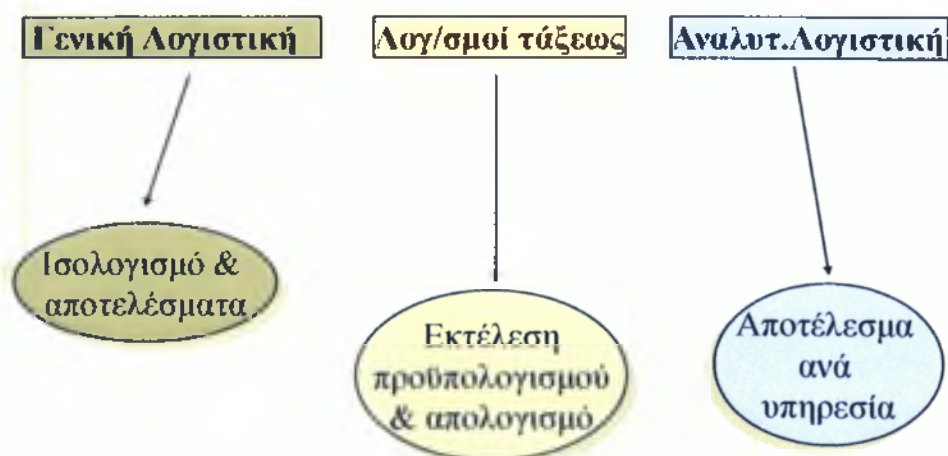 Γενική Λογιστική
Λογ/σμοί τάξεως
Αναλυτ.Λογιστική
Ισολογισμό &
αποτελέσματα
Εκτέλεση
προϋπολογισμού
& απολογισμό
Αποτέλεσμα
ανά
υπηρεσία